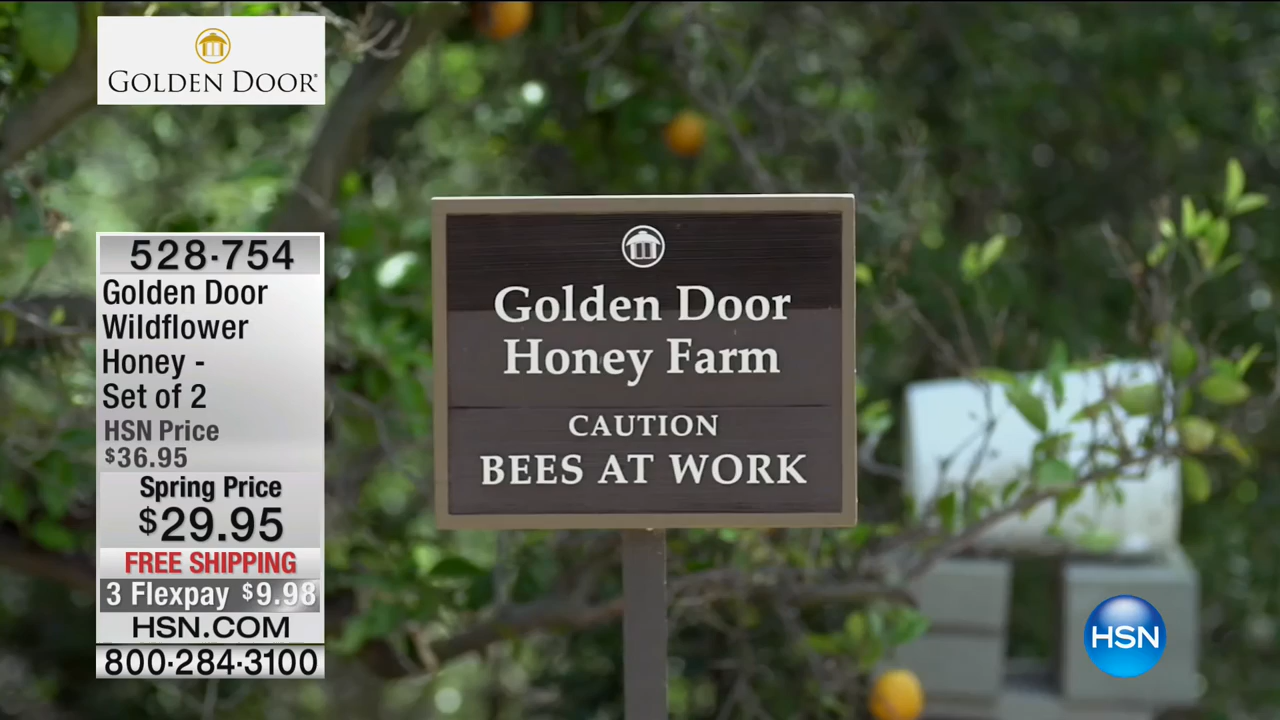 GOLDEN DOOR®
528·754
Golden Door
Wildflower
Honey -
Set of 2
HSN Price
$36.95
Spring Price
$29.95
FREE SHIPPING
3 Flexpay $9.98
HSN.COM
800·284·3100
Golden Door
Honey Farm
CAUTION
BEES AT WORK
HSN